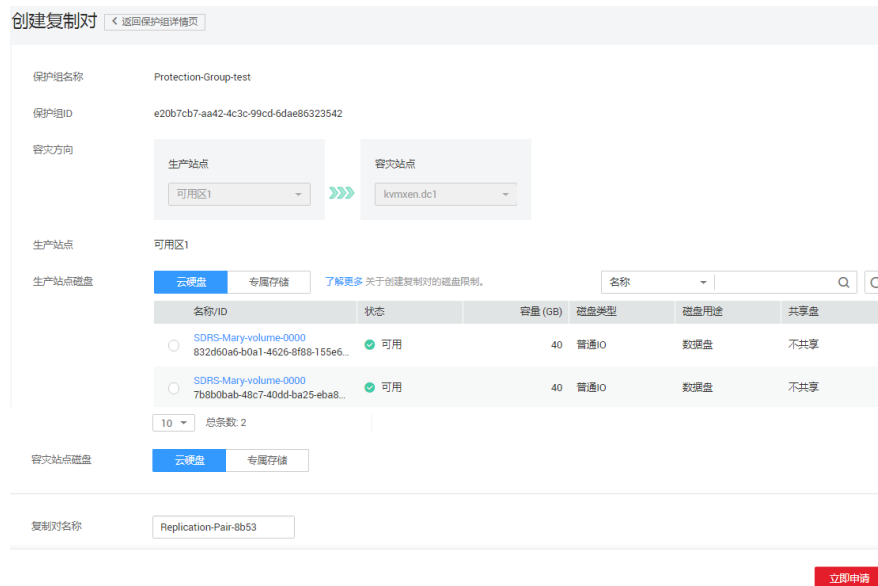 创建复制对 返回保护组详情页
保护组名称 Protection-Group-test
保护组ID e20b7cb7-aa42-4c3c-99cd-6dae86323542
容灾方向
生产站点 容灾站点
可用区1 kvmxen.dc1
生产站点 可用区1
生产站点磁盘 云硬盘 专属存储 了解更多 关于创建复制对的磁盘限制。 名称
名称/ID 状态 容量 (GB) 磁盘类型 磁盘用途 共享盘
SDRS-Mary-volume-0000
832d60a6-b0a1-4626-8f88-155e6... 可用 40 普通IO 数据盘 不共享
SDRS-Mary-volume-0000
7b8b0bab-48c7-40dd-ba25-eba8... 可用 40 普通IO 数据盘 不共享
10 总条数: 2
容灾站点磁盘 云硬盘 专属存储
复制对名称 Replication-Pair-8b53
立即申请